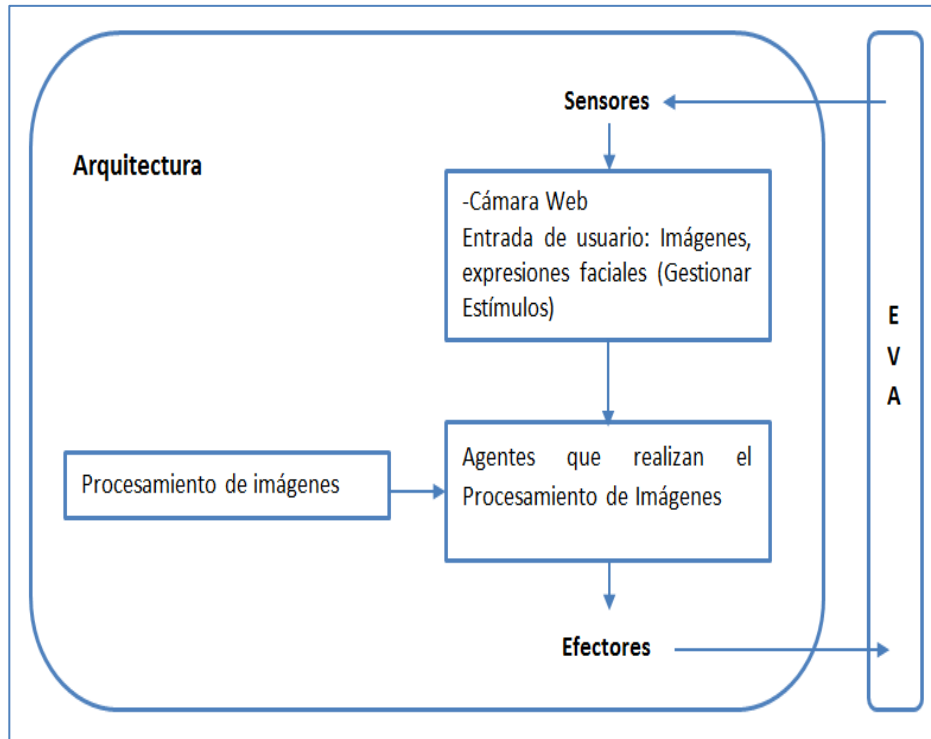 Sensores
Arquitectura
-Cámara Web
Entrada de usuario: Imágenes,
expresiones faciales (Gestionar
Estímulos)
E
V
A
Procesamiento de imágenes
Agentes que realizan el
Procesamiento de Imágenes
Efectores